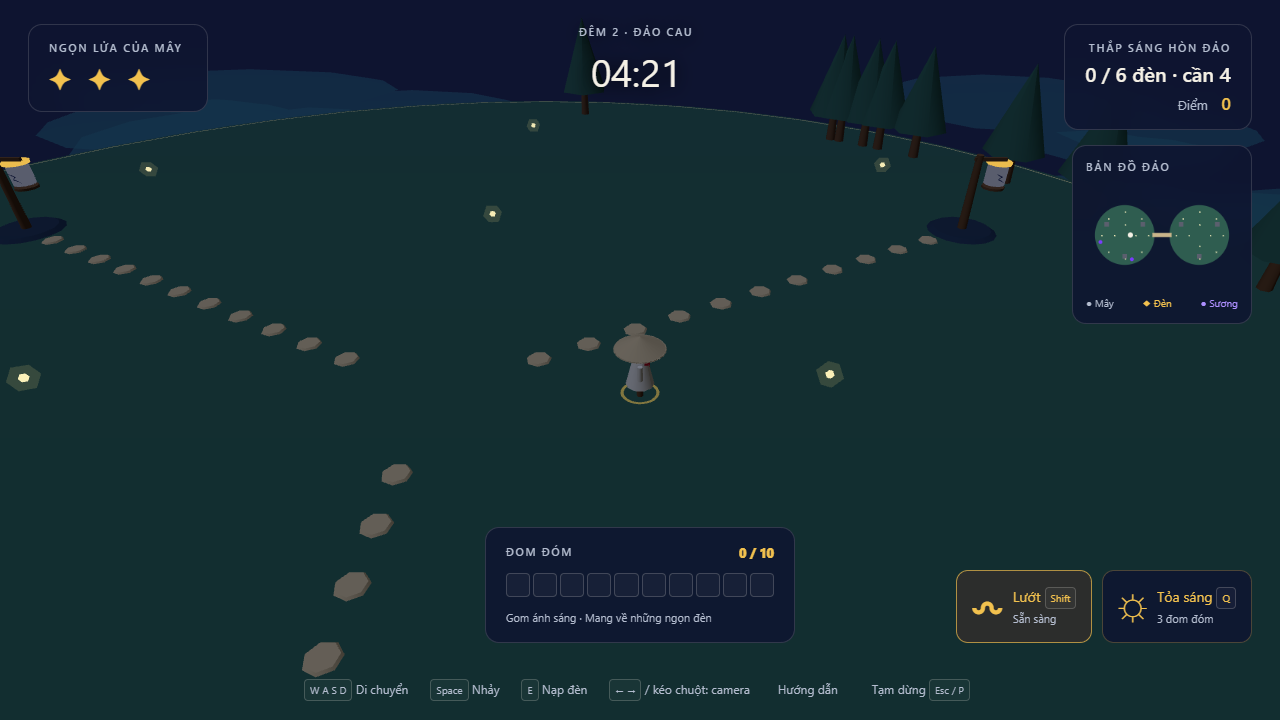 NGỌN LỬA CỦA MÂY
ĐÊM 2 · ĐẢO CAU
04:21
THẮP SÁNG HÒN ĐẢO
0 / 6 đèn · cần 4
Điểm 0
BẢN ĐỒ ĐẢO
Mây Đèn Sương
ĐOM ĐÓM 0 / 10
Gom ánh sáng · Mang về những ngọn đèn
Lướt Shift
Sẵn sàng
Tỏa sáng Q
3 đom đóm
W A S D Di chuyển Space Nhảy E Nạp đèn ←→ / kéo chuột: camera Hướng dẫn Tạm dừng Esc / P